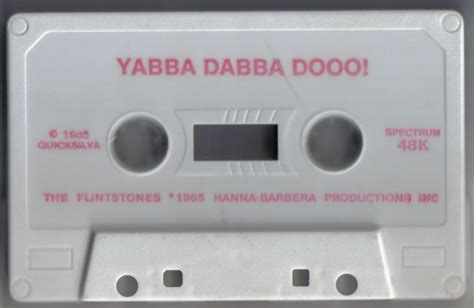 YABBA DABBA DOOO!
© 1985 SPECTRUM
QUICKSILVA 48K
THE FLINTSTONES ©1985 HANNA-BARBERA PRODUCTIONS INC